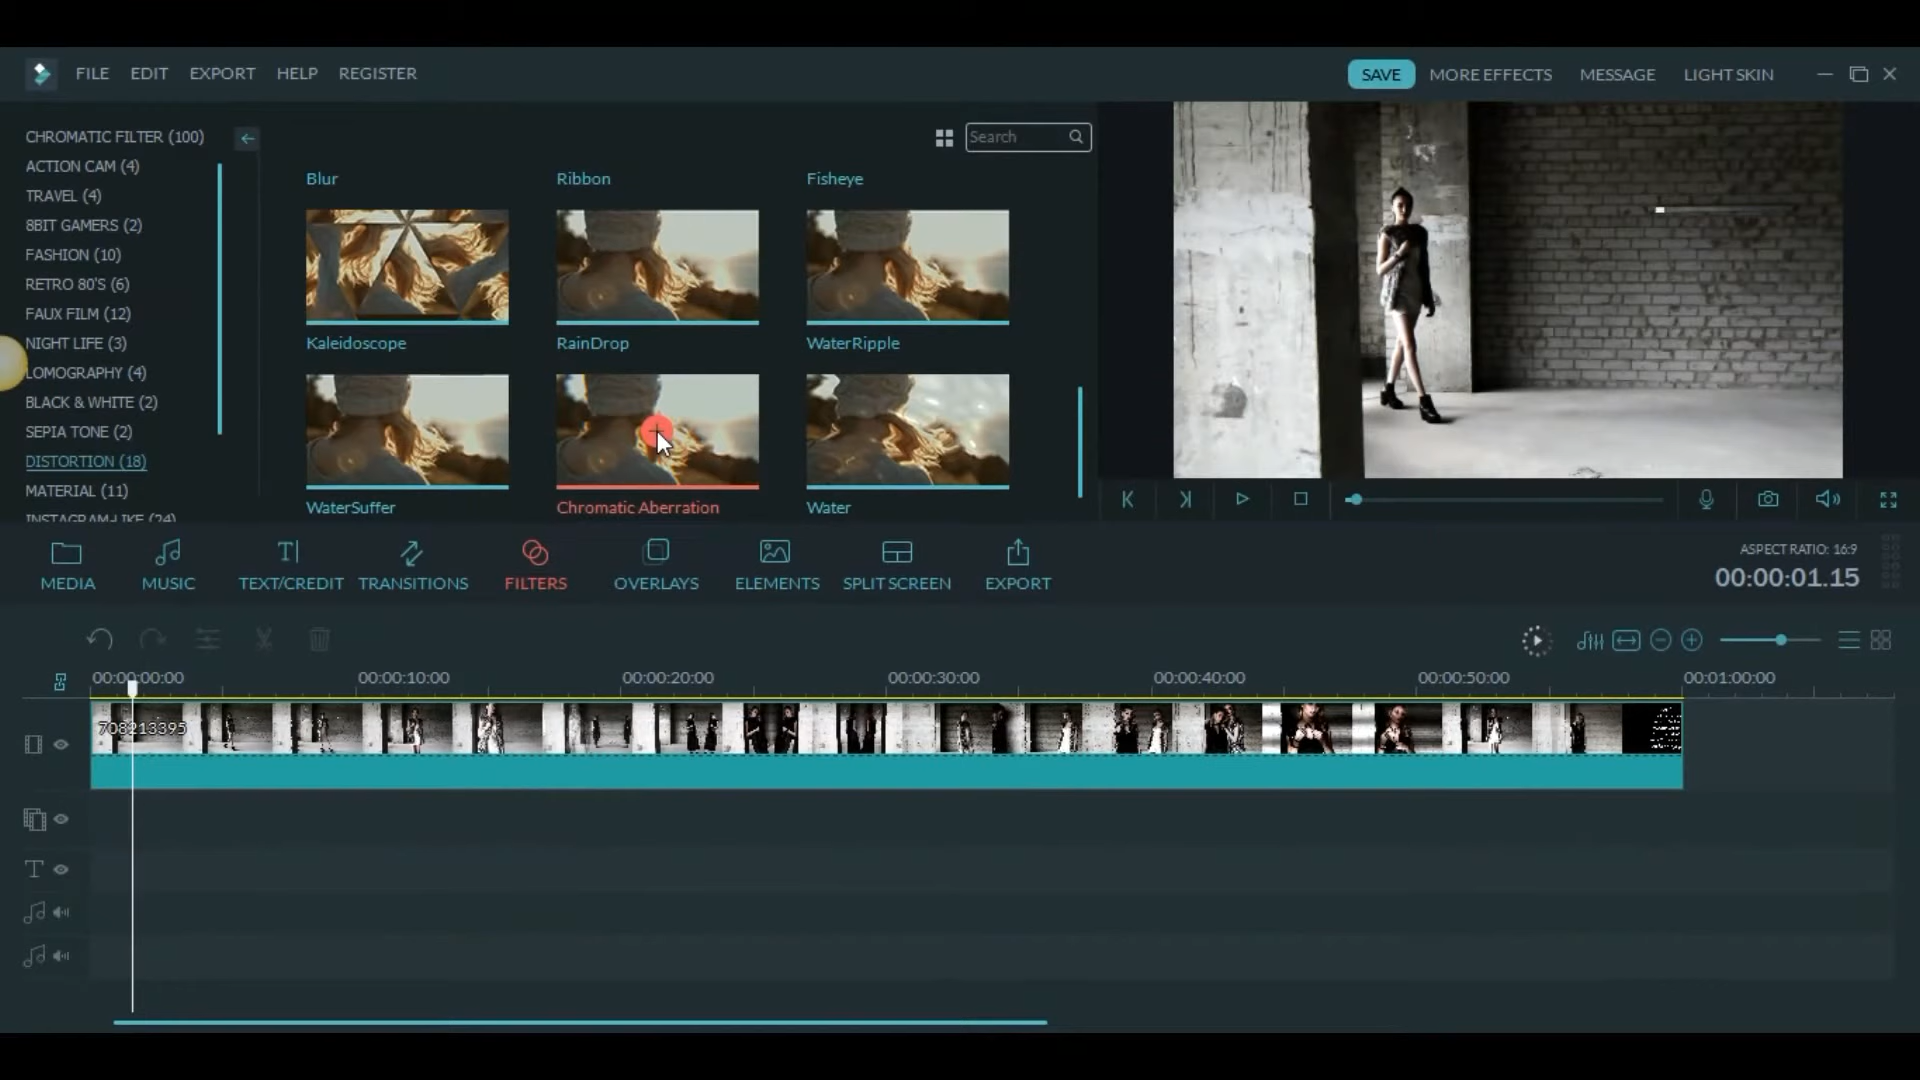 FILE EDIT EXPORT HELP REGISTER
SAVE MORE EFFECTS MESSAGE LIGHT SKIN
CHROMATIC FILTER (100)
ACTION CAM (4)
TRAVEL (4)
8BIT GAMERS (2)
FASHION (10)
RETRO 80'S (6)
FAUX FILM (12)
NIGHT LIFE (3)
LOMOGRAPHY (4)
BLACK & WHITE (2)
SEPIA TONE (2)
DISTORTION (18)
MATERIAL (11)
INSTAGRAM-LIKE (24)
Search
Blur Ribbon Fisheye
Kaleidoscope RainDrop WaterRipple
WaterSuffer Chromatic Aberration Water
MEDIA MUSIC TEXT/CREDIT TRANSITIONS FILTERS OVERLAYS ELEMENTS SPLIT SCREEN EXPORT
ASPECT RATIO: 16:9
00:00:01.15
00:00:00:00 00:00:10:00 00:00:20:00 00:00:30:00 00:00:40:00 00:00:50:00 00:01:00:00
708213395